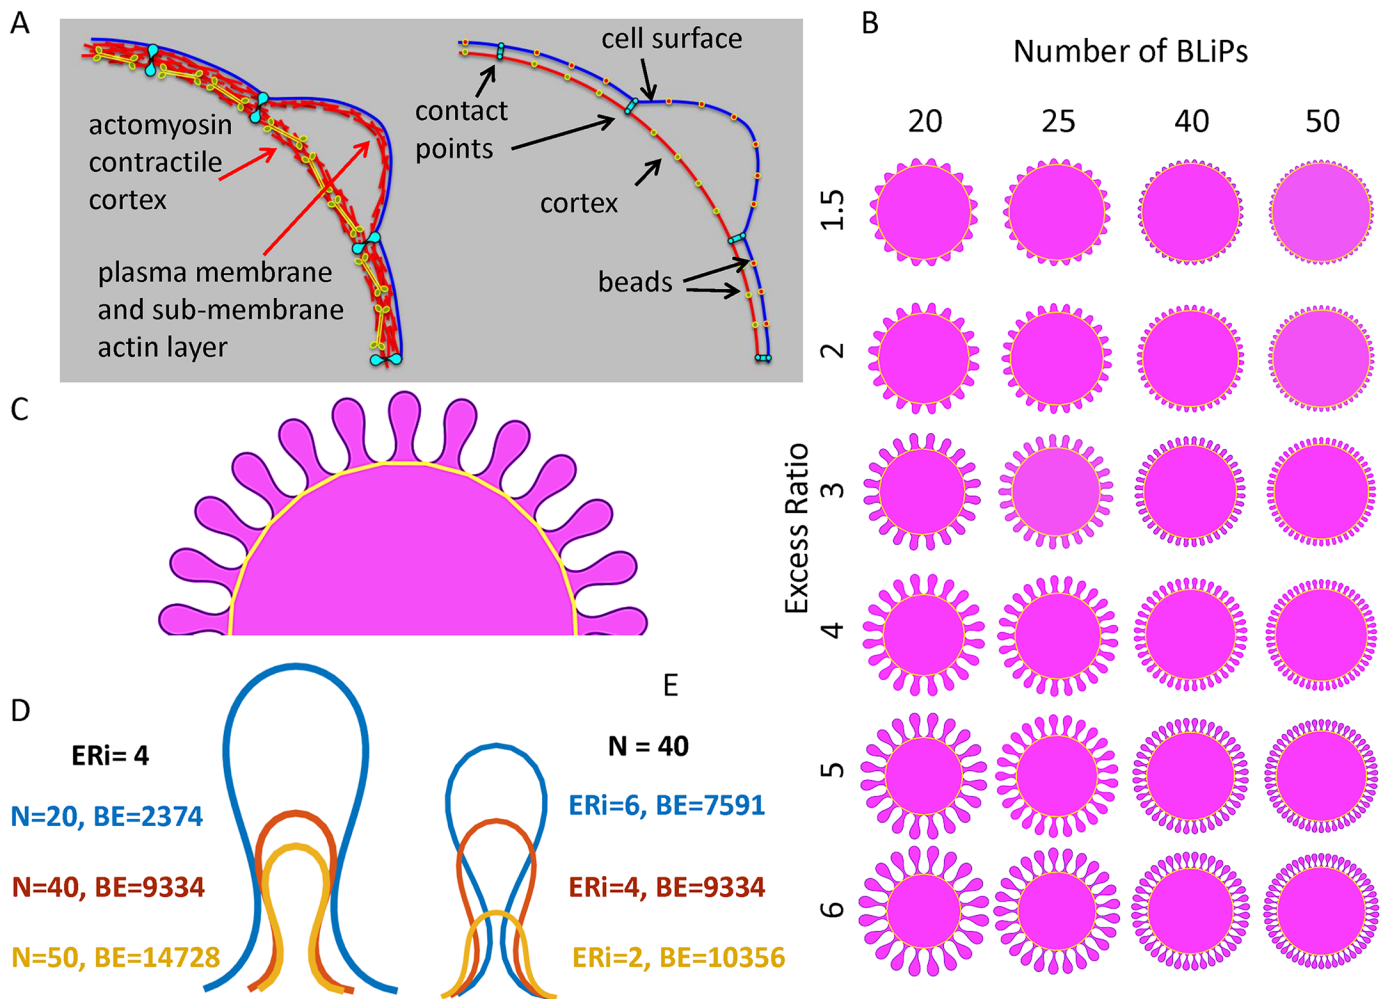 A
actomyosin
contractile
cortex
plasma membrane
and sub-membrane
actin layer
cell surface
contact
points
cortex
beads
B
Number of BLiPs
20 25 40 50
Excess Ratio
1.5
2
3
4
5
6
C
D
ERi= 4
N=20, BE=2374
N=40, BE=9334
N=50, BE=14728
E
N = 40
ERi=6, BE=7591
ERi=4, BE=9334
ERi=2, BE=10356